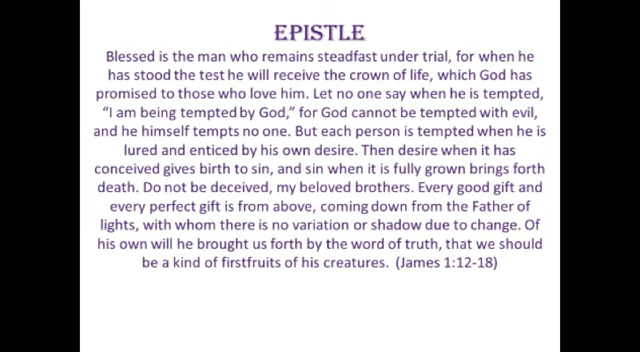 EPISTLE
Blessed is the man who remains steadfast under trial, for when he
has stood the test he will receive the crown of life, which God has
promised to those who love him. Let no one say when he is tempted,
“I am being tempted by God,” for God cannot be tempted with evil,
and he himself tempts no one. But each person is tempted when he is
lured and enticed by his own desire. Then desire when it has
conceived gives birth to sin, and sin when it is fully grown brings forth
death. Do not be deceived, my beloved brothers. Every good gift and
every perfect gift is from above, coming down from the Father of
lights, with whom there is no variation or shadow due to change. Of
his own will he brought us forth by the word of truth, that we should
be a kind of firstfruits of his creatures. (James 1:12-18)